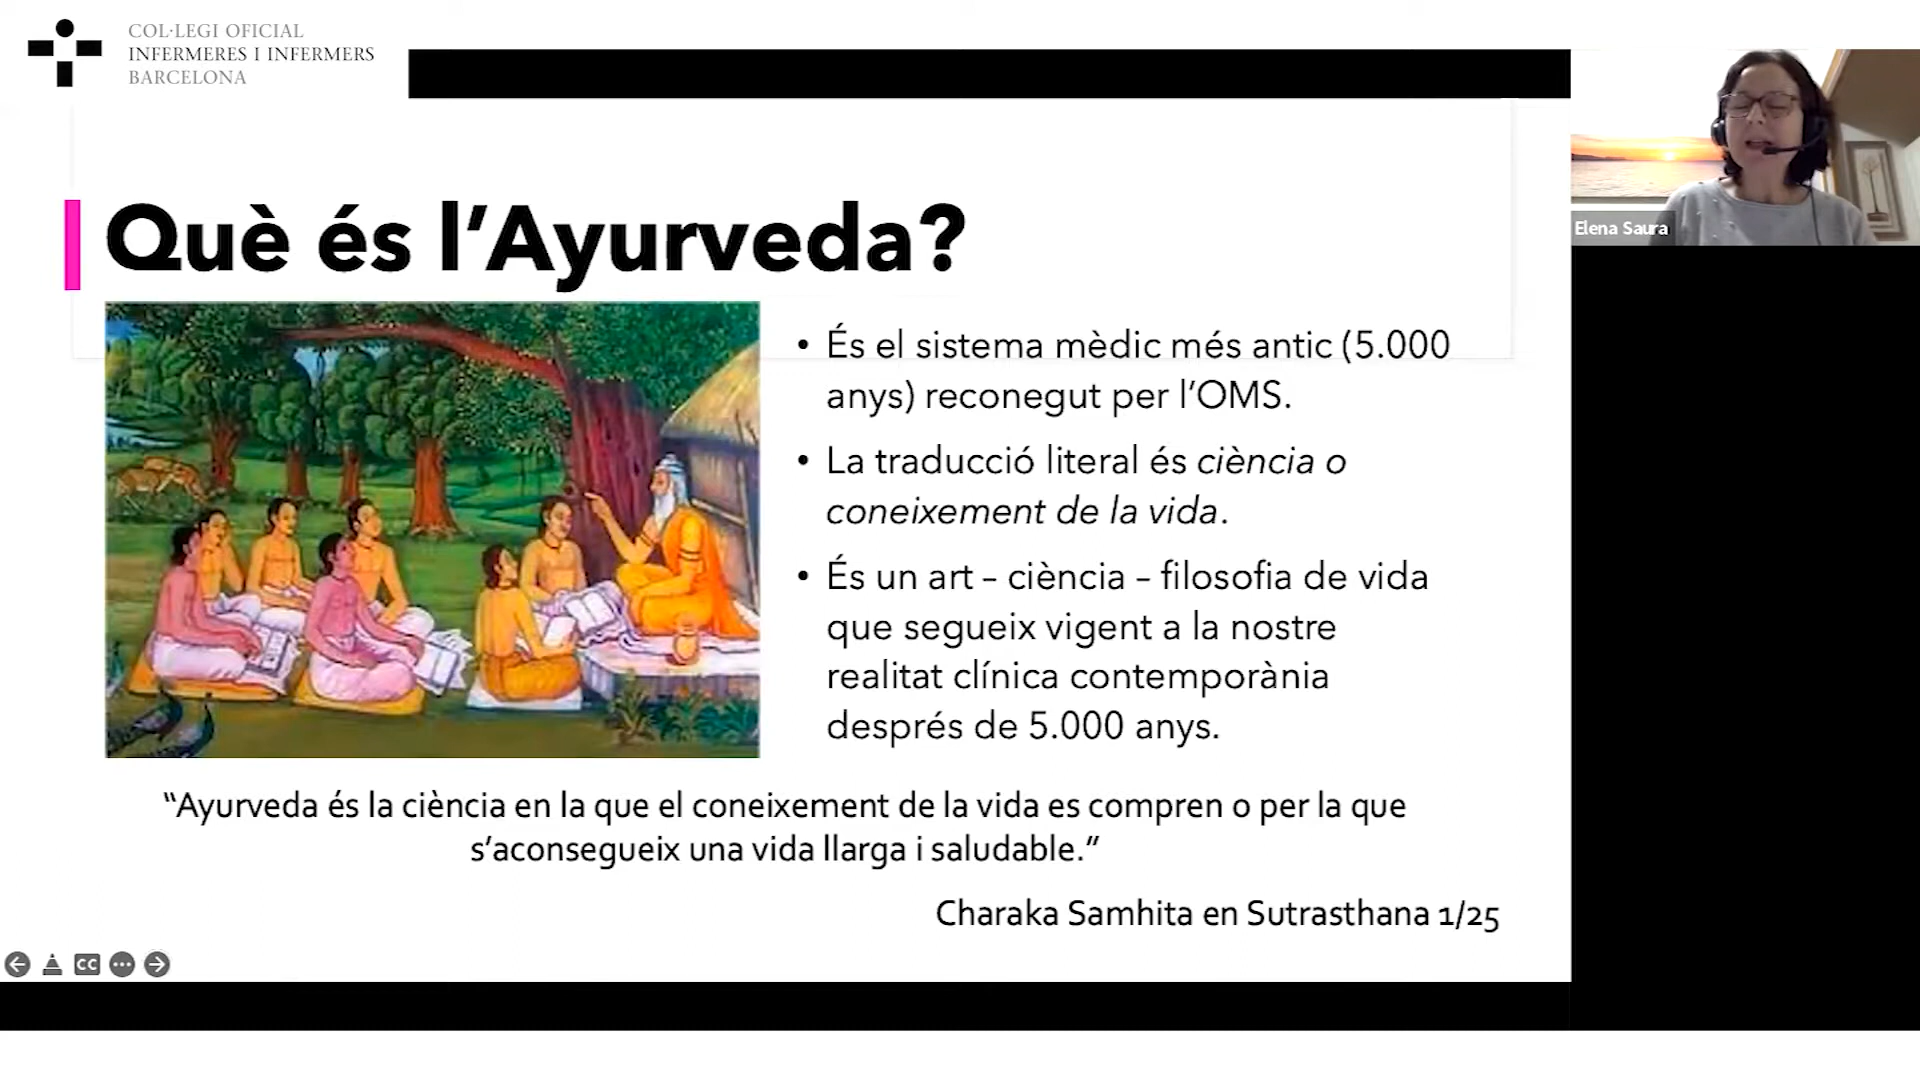 COL·LEGI OFICIAL
INFERMERES I INFERMERS
BARCELONA
Elena Saura
Què és l’Ayurveda?
• És el sistema mèdic més antic (5.000
anys) reconegut per l’OMS.
• La traducció literal és ciència o
coneixement de la vida.
• És un art – ciència – filosofia de vida
que segueix vigent a la nostre
realitat clínica contemporània
després de 5.000 anys.
“Ayurveda és la ciència en la que el coneixement de la vida es compren o per la que
s’aconsegueix una vida llarga i saludable.”
Charaka Samhita en Sutrasthana 1/25
CC